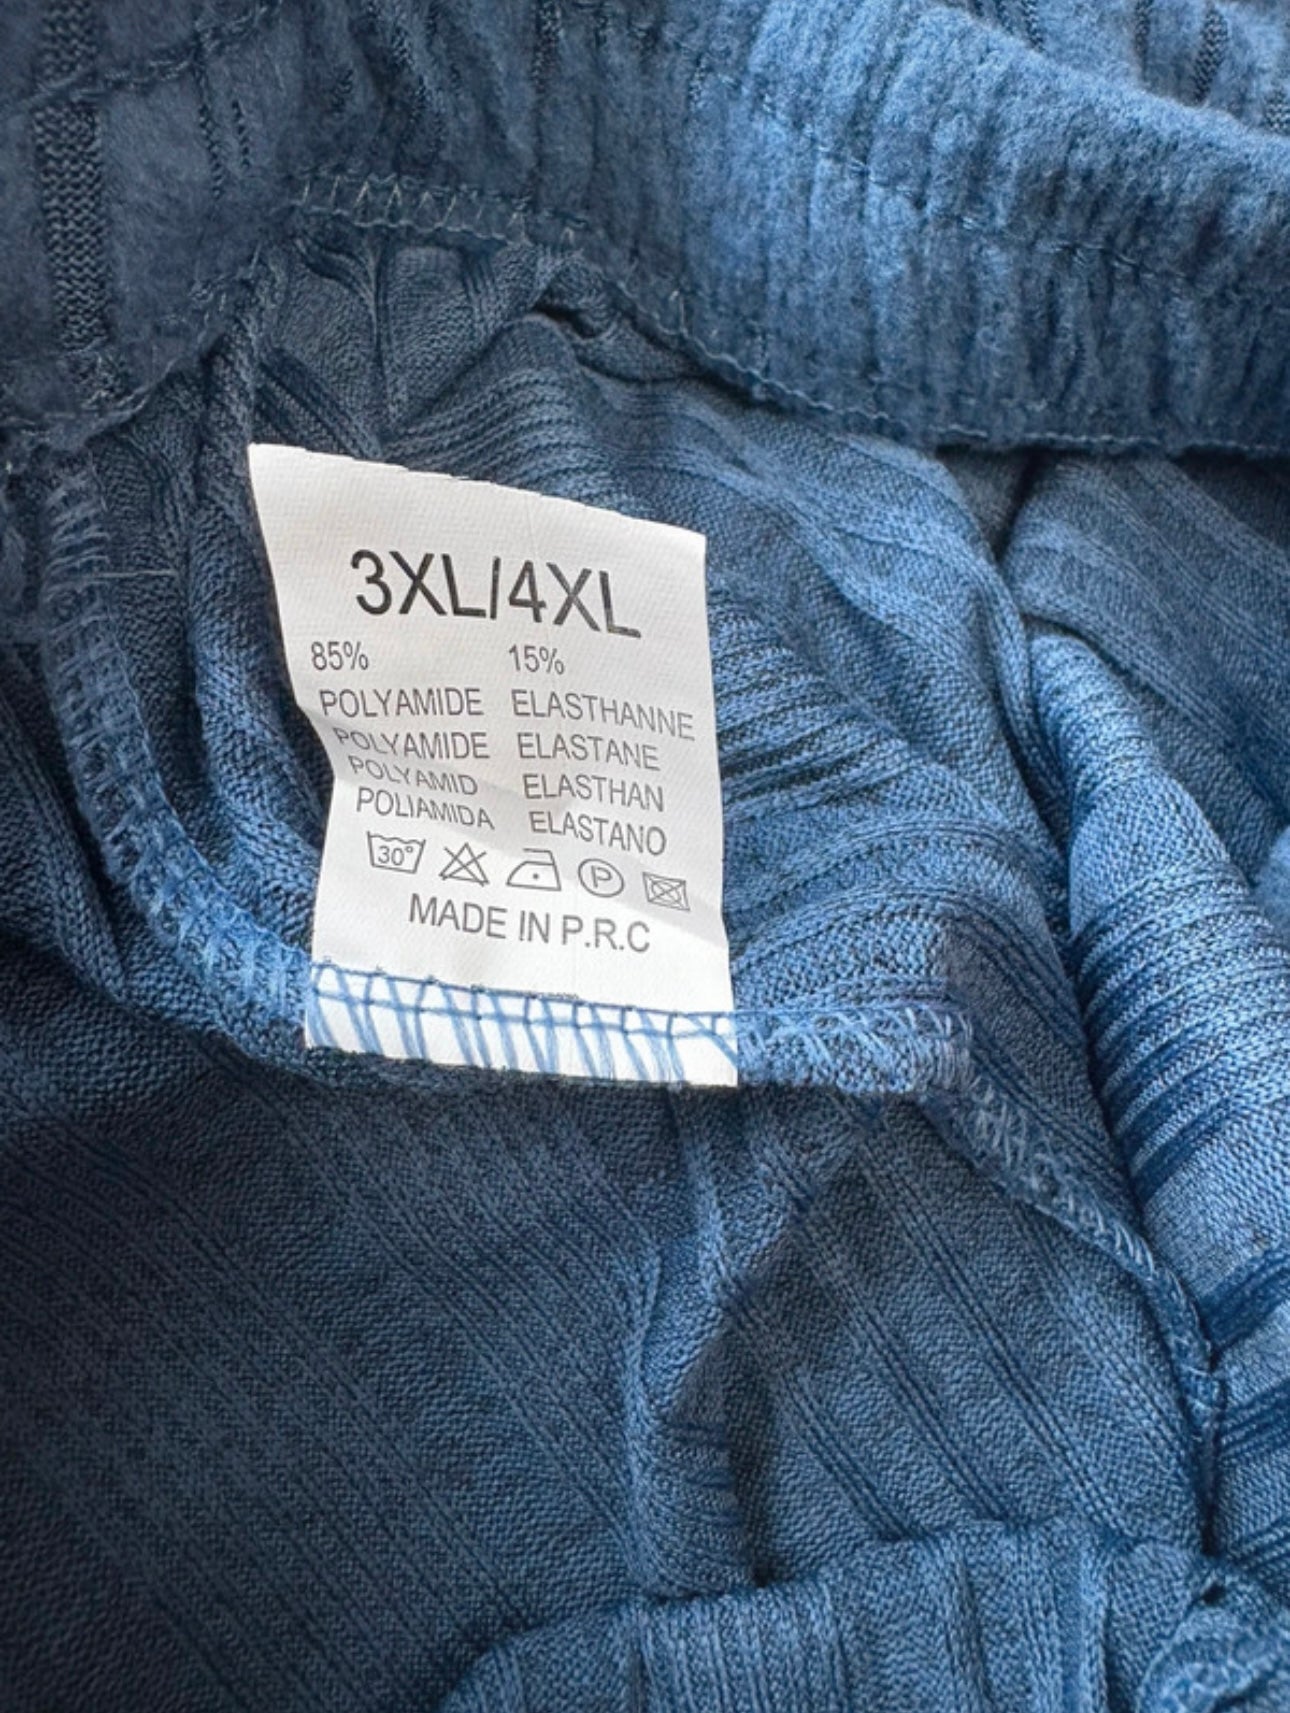 3XL/4XL
85% 15%
POLYAMIDE ELASTHANNE
POLYAMIDE ELASTANE
POLYAMID ELASTHAN
POLIAMIDA ELASTANO
30° P
MADE IN P.R.C